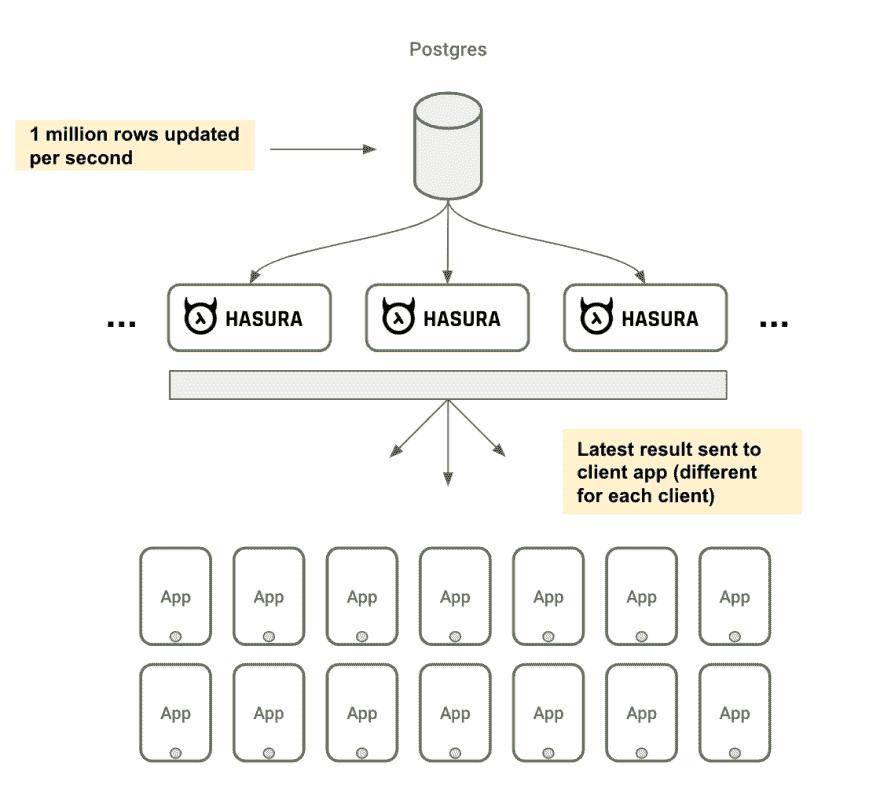 Postgres
1 million rows updated
per second
... HASURA HASURA HASURA ...
Latest result sent to
client app (different
for each client)
App App App App App App App
App App App App App App App